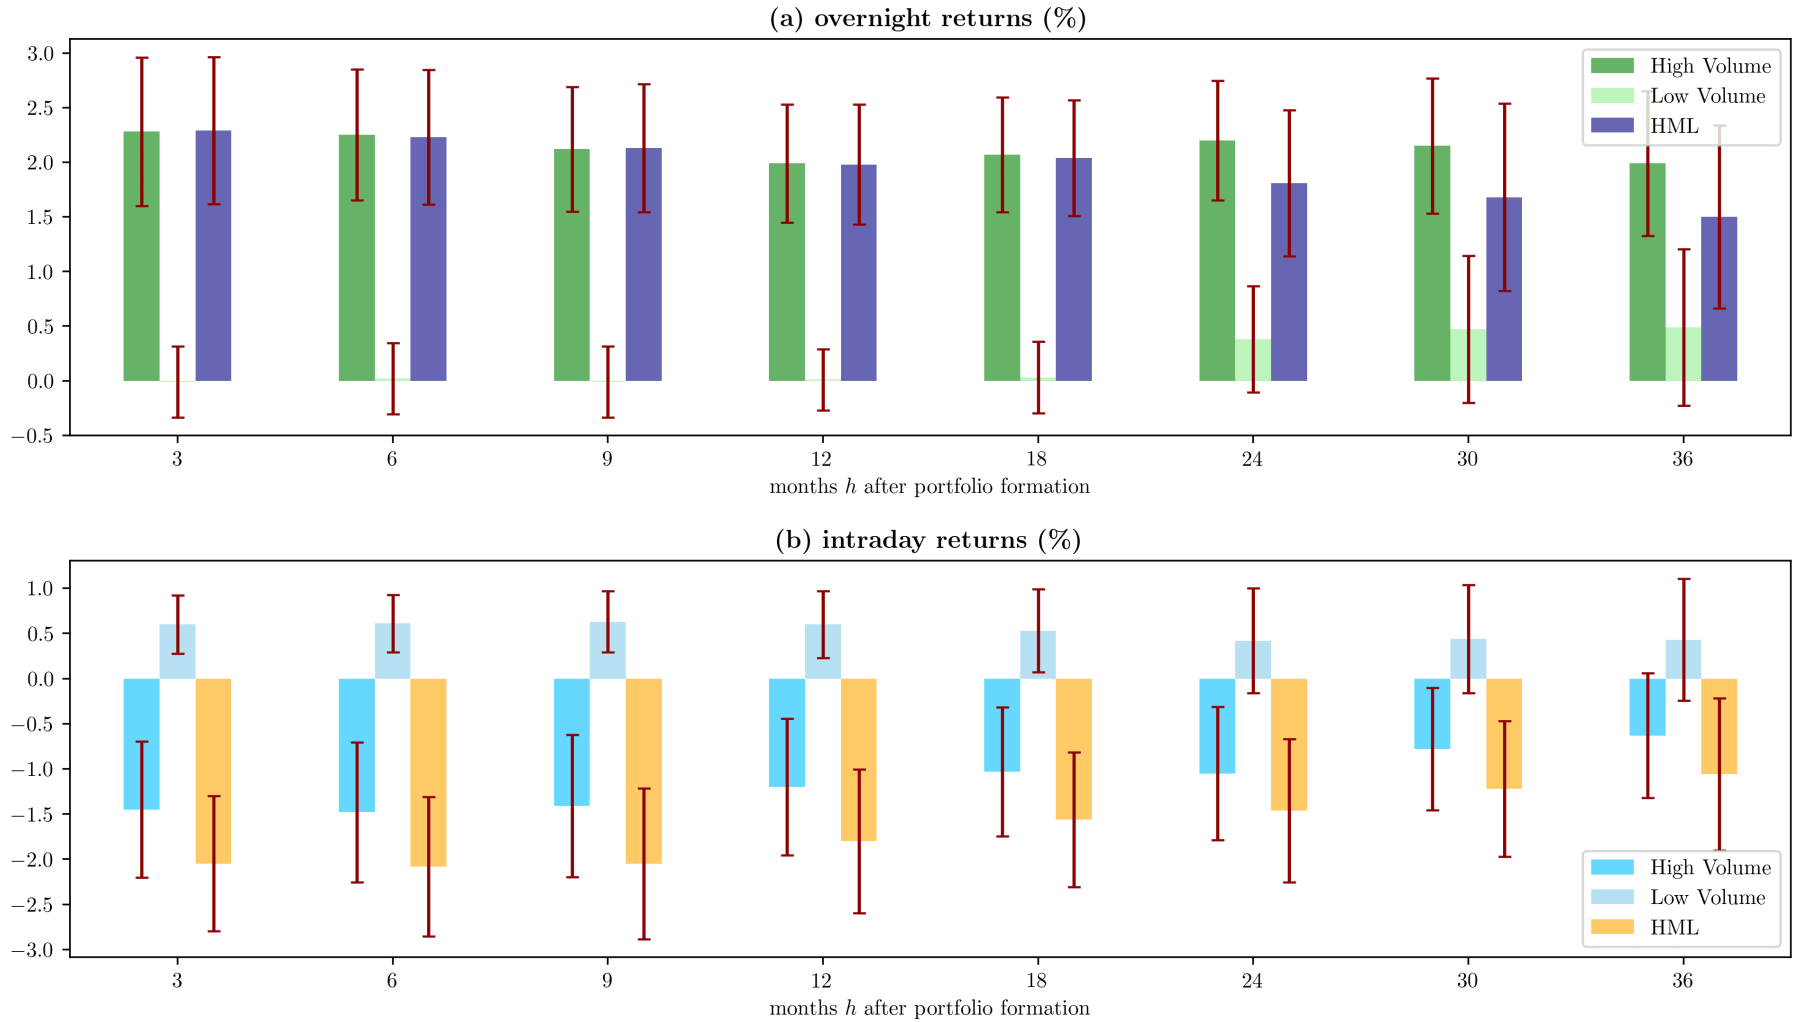 (a) overnight returns (%)
3.0
2.5
2.0
1.5
1.0
0.5
0.0
−0.5
High Volume
Low Volume
HML
3 6 9 12 18 24 30 36
months h after portfolio formation
(b) intraday returns (%)
1.0
0.5
0.0
−0.5
−1.0
−1.5
−2.0
−2.5
−3.0
High Volume
Low Volume
HML
3 6 9 12 18 24 30 36
months h after portfolio formation